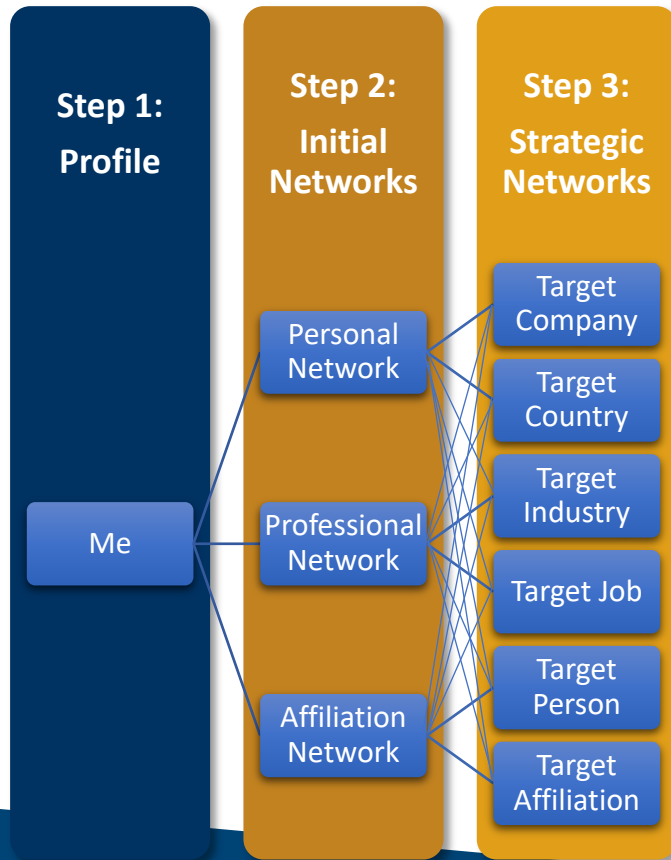 Step 1:
Profile
Me
Step 2:
Initial
Networks
Personal
Network
Professional
Network
Affiliation
Network
Step 3:
Strategic
Networks
Target
Company
Target
Country
Target
Industry
Target Job
Target
Person
Target
Affiliation